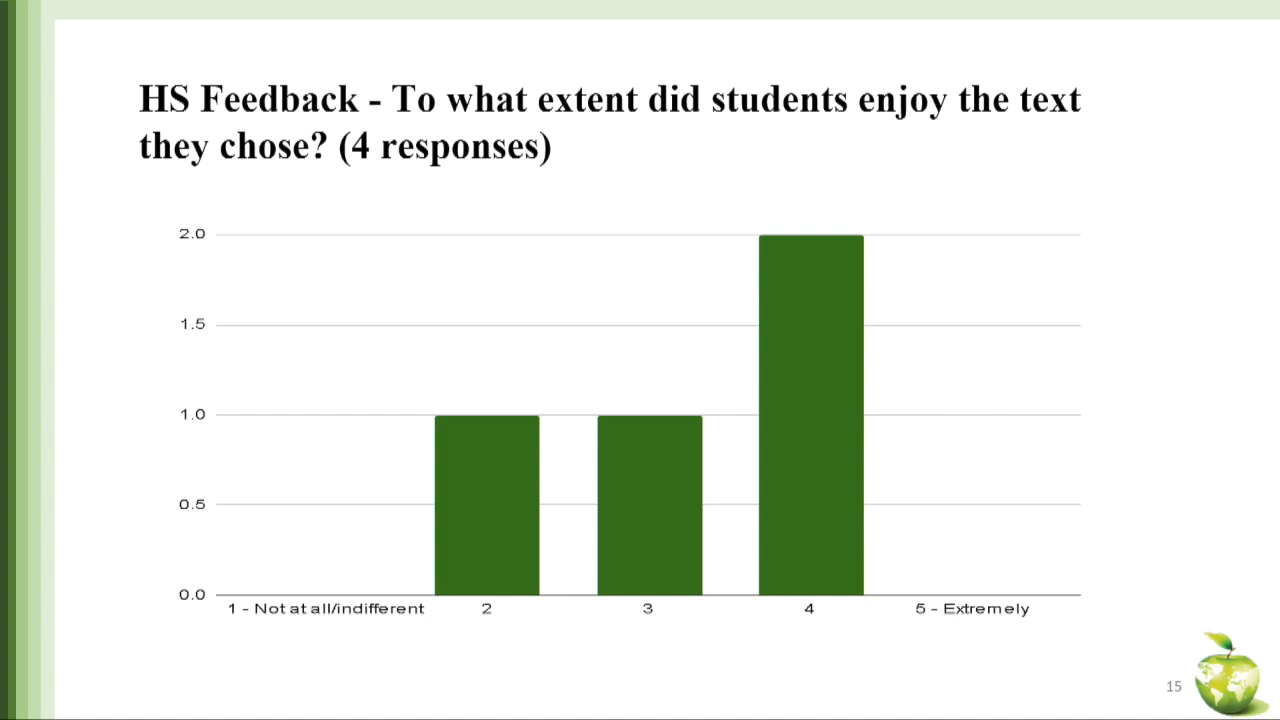 HS Feedback - To what extent did students enjoy the text
they chose? (4 responses)
2.0
1.5
1.0
0.5
0.0
1 - Not at all/indifferent 2 3 4 5 - Extremely
15